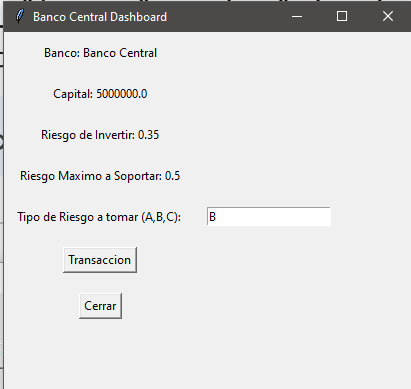 Banco Central Dashboard
Banco: Banco Central
Capital: 5000000.0
Riesgo de Invertir: 0.35
Riesgo Maximo a Soportar: 0.5
Tipo de Riesgo a tomar (A,B,C): B
Transaccion
Cerrar